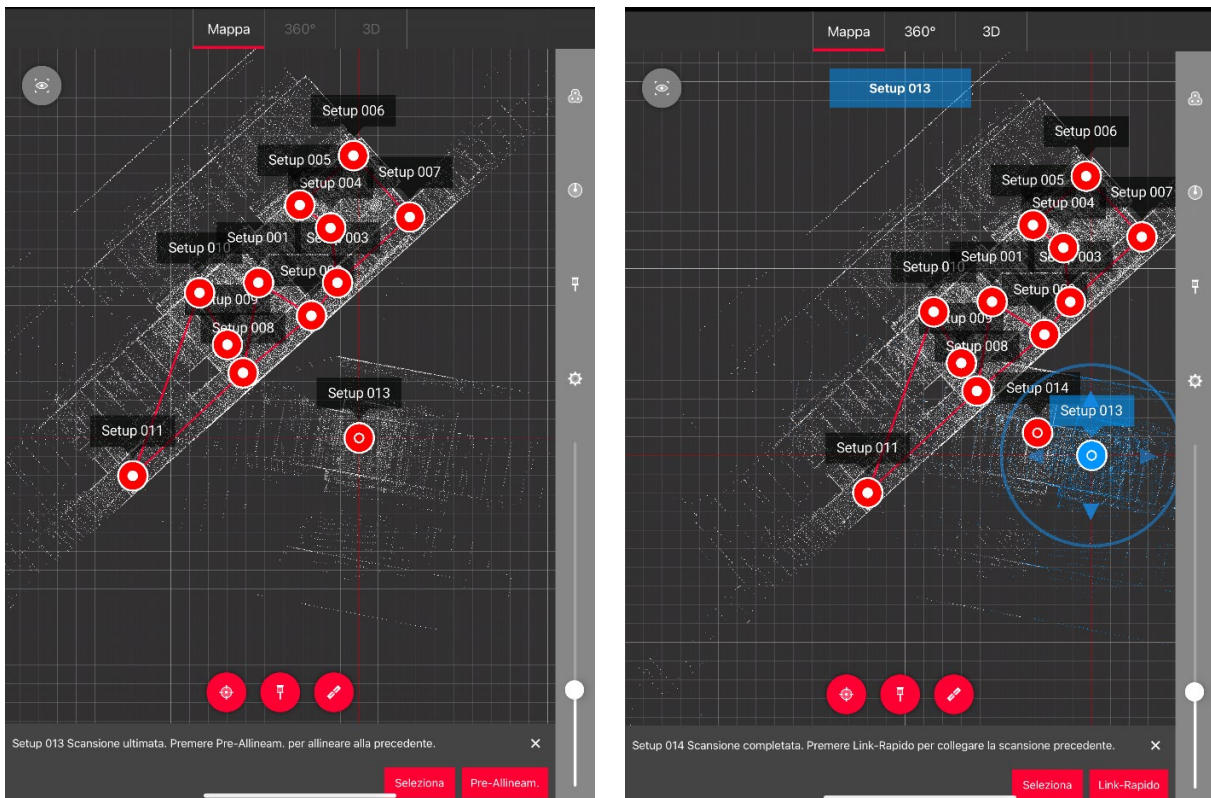 Mappa 360° 3D
Setup 006
Setup 005
Setup 004
Setup 007
Setup 001
003
Setup 010
Setup
009
Setup 008
Setup 013
Setup 011
Setup 013 Scansione ultimata. Premere Pre-Allineam. per allineare alla precedente.
Seleziona Pre-Allineam.
Mappa 360° 3D
Setup 013
Setup 006
Setup 005
Setup 007
Setup 004
Setup 001
003
Setup 010
Setup
009
Setup 008
Setup 014
Setup 013
Setup 011
Setup 014 Scansione completata. Premere Link-Rapido per collegare la scansione precedente.
Seleziona Link-Rapido